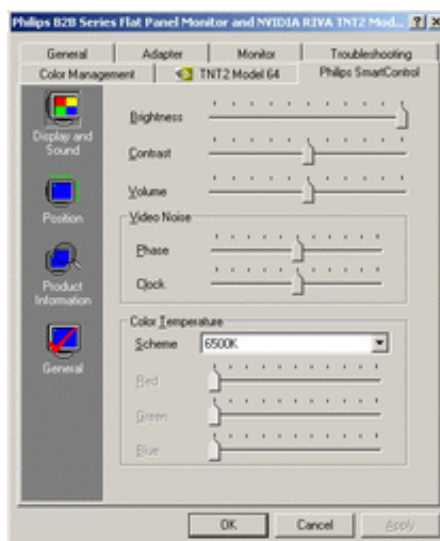 Philips B2B Series Flat Panel Monitor and NVIDIA RIVA TNT2 Mod...
General Adapter Monitor Troubleshooting
Color Management TNT2 Model 64 Philips SmartControl
Display and
Sound
Position
Product
Information
General
Brightness
Contrast
Volume
Video Noise
Phase
Clock
Color Temperature
Scheme 6500K
Red
Green
Blue
OK Cancel Apply